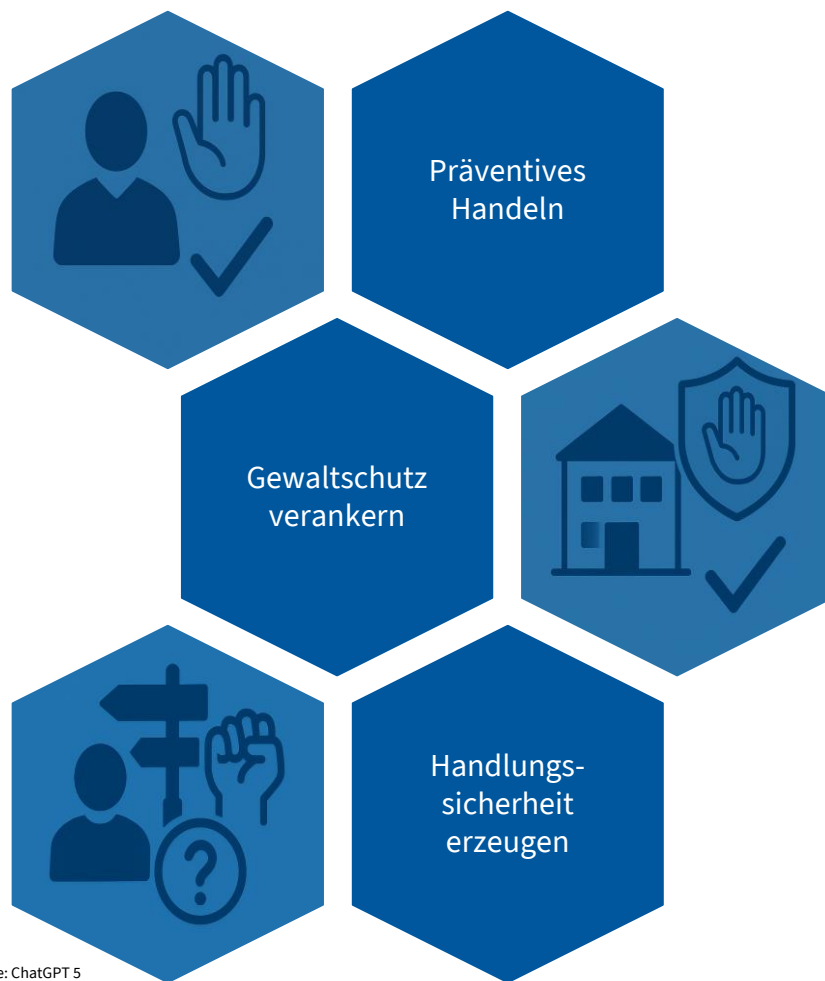 Präventives
Handeln
Gewaltschutz
verankern
Handlungs-
sicherheit
erzeugen
?
e: ChatGPT 5